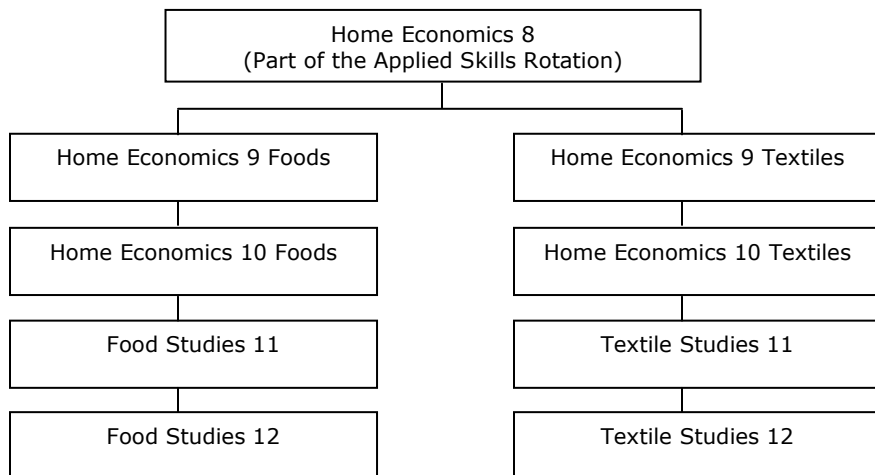 Home Economics 8
(Part of the Applied Skills Rotation)
Home Economics 9 Foods
Home Economics 9 Textiles
Home Economics 10 Foods
Home Economics 10 Textiles
Food Studies 11
Textile Studies 11
Food Studies 12
Textile Studies 12